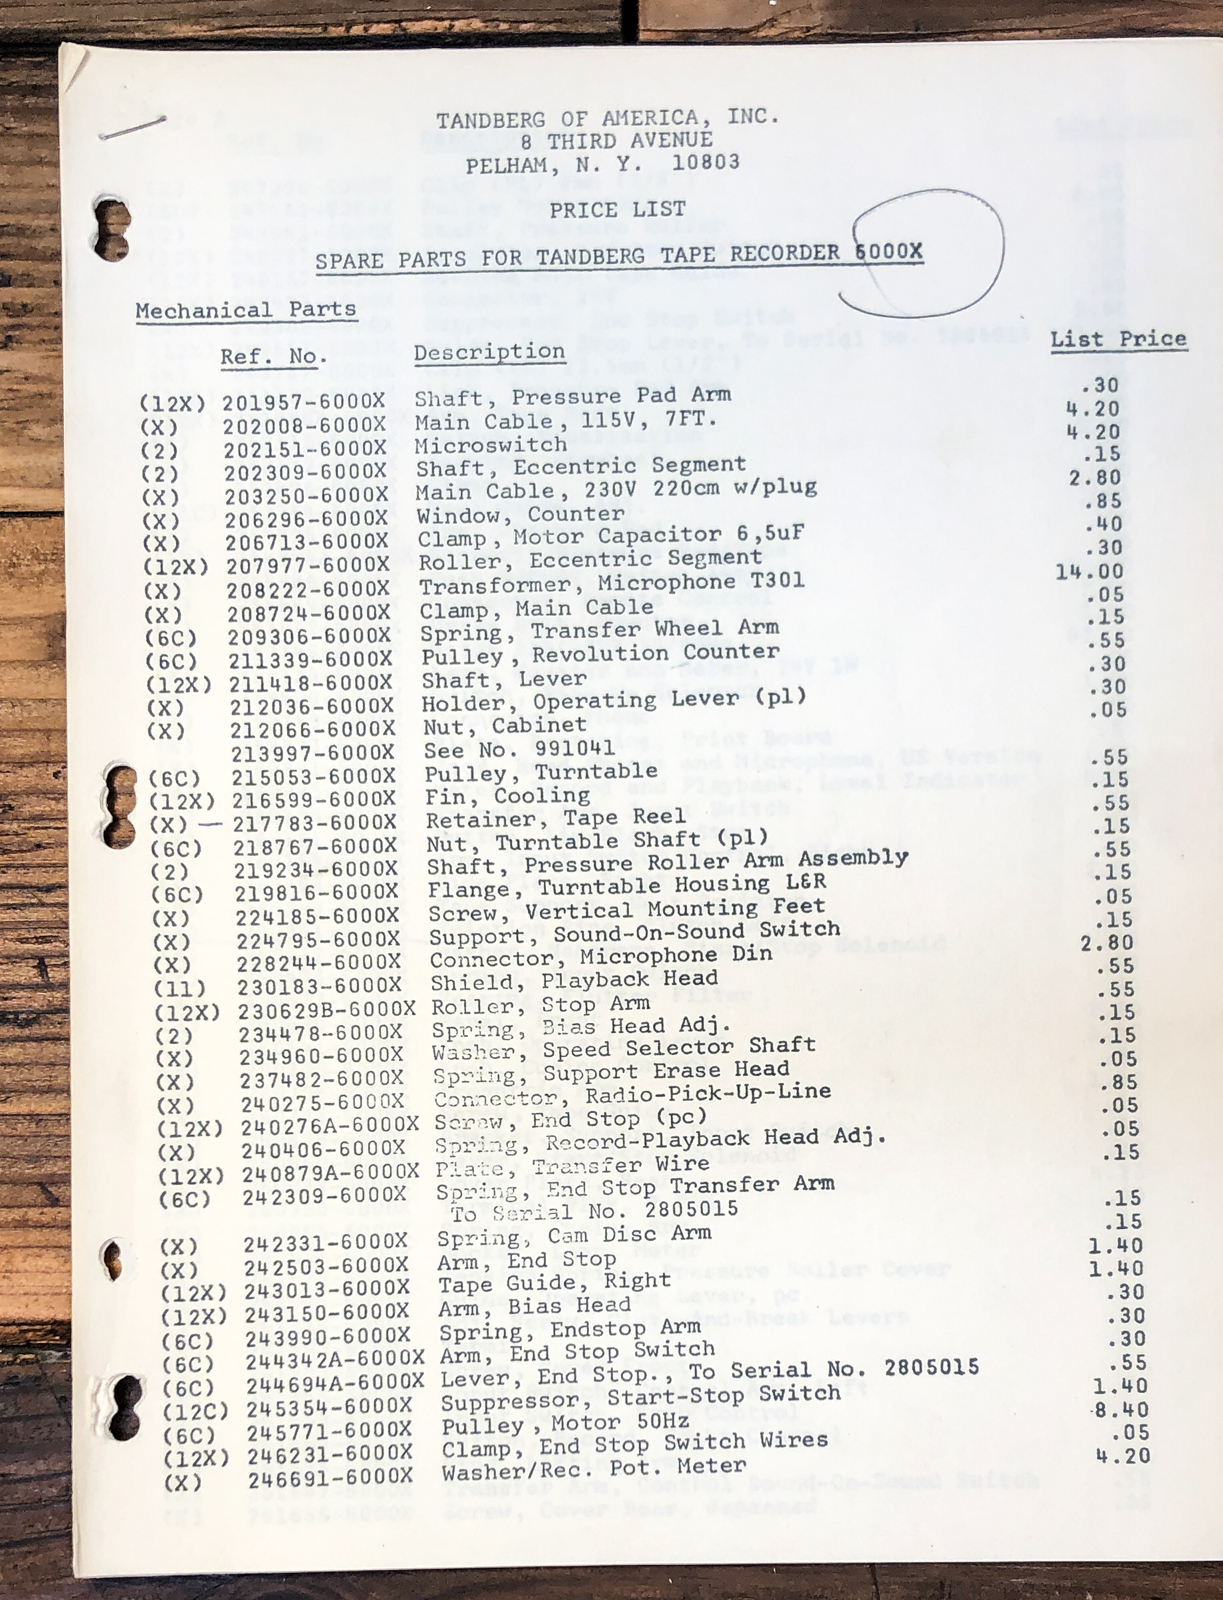 TANDBERG OF AMERICA, INC.
8 THIRD AVENUE
PELHAM, N. Y. 10803
PRICE LIST
SPARE PARTS FOR TANDBERG TAPE RECORDER 6000X
Mechanical Parts
Ref. No. Description List Price
(12X) 201957-6000X Shaft, Pressure Pad Arm .30
(X) 202008-6000X Main Cable, 115V, 7FT. 4.20
(2) 202151-6000X Microswitch 4.20
(2) 202309-6000X Shaft, Eccentric Segment .15
(X) 203250-6000X Main Cable, 230V 220cm w/plug 2.80
(X) 206296-6000X Window, Counter .85
(X) 206713-6000X Clamp, Motor Capacitor 6,5uF .40
(12X) 207977-6000X Roller, Eccentric Segment .30
(X) 208222-6000X Transformer, Microphone T301 14.00
(X) 208724-6000X Clamp, Main Cable .05
(6C) 209306-6000X Spring, Transfer Wheel Arm .15
(6C) 211339-6000X Pulley, Revolution Counter .55
(12X) 211418-6000X Shaft, Lever .30
(X) 212036-6000X Holder, Operating Lever (pl) .30
(X) 212066-6000X Nut, Cabinet .05
213997-6000X See No. 991041
(6C) 215053-6000X Pulley, Turntable .55
(12X) 216599-6000X Fin, Cooling .15
(X) — 217783-6000X Retainer, Tape Reel .55
(6C) 218767-6000X Nut, Turntable Shaft (pl) .15
(2) 219234-6000X Shaft, Pressure Roller Arm Assembly .55
(6C) 219816-6000X Flange, Turntable Housing L&R .15
(X) 224185-6000X Screw, Vertical Mounting Feet .05
(X) 224795-6000X Support, Sound-On-Sound Switch .15
(X) 228244-6000X Connector, Microphone Din 2.80
(11) 230183-6000X Shield, Playback Head .55
(12X) 230629B-6000X Roller, Stop Arm .55
(2) 234478-6000X Spring, Bias Head Adj. .15
(X) 234960-6000X Washer, Speed Selector Shaft .15
(X) 237482-6000X Spring, Support Erase Head .05
(X) 240275-6000X Connector, Radio-Pick-Up-Line .85
(12X) 240276A-6000X Screw, End Stop (pc) .05
(X) 240406-6000X Spring, Record-Playback Head Adj. .05
(12X) 240879A-6000X Plate, Transfer Wire .15
(6C) 242309-6000X Spring, End Stop Transfer Arm
To Serial No. 2805015 .15
(X) 242331-6000X Spring, Cam Disc Arm .15
(X) 242503-6000X Arm, End Stop 1.40
(12X) 243013-6000X Tape Guide, Right 1.40
(12X) 243150-6000X Arm, Bias Head .30
(6C) 243990-6000X Spring, Endstop Arm .30
(6C) 244342A-6000X Arm, End Stop Switch .30
(6C) 244694A-6000X Lever, End Stop., To Serial No. 2805015 .55
(12C) 245354-6000X Suppressor, Start-Stop Switch 1.40
(6C) 245771-6000X Pulley, Motor 50Hz 8.40
(12X) 246231-6000X Clamp, End Stop Switch Wires .05
(X) 246691-6000X Washer/Rec. Pot. Meter 4.20